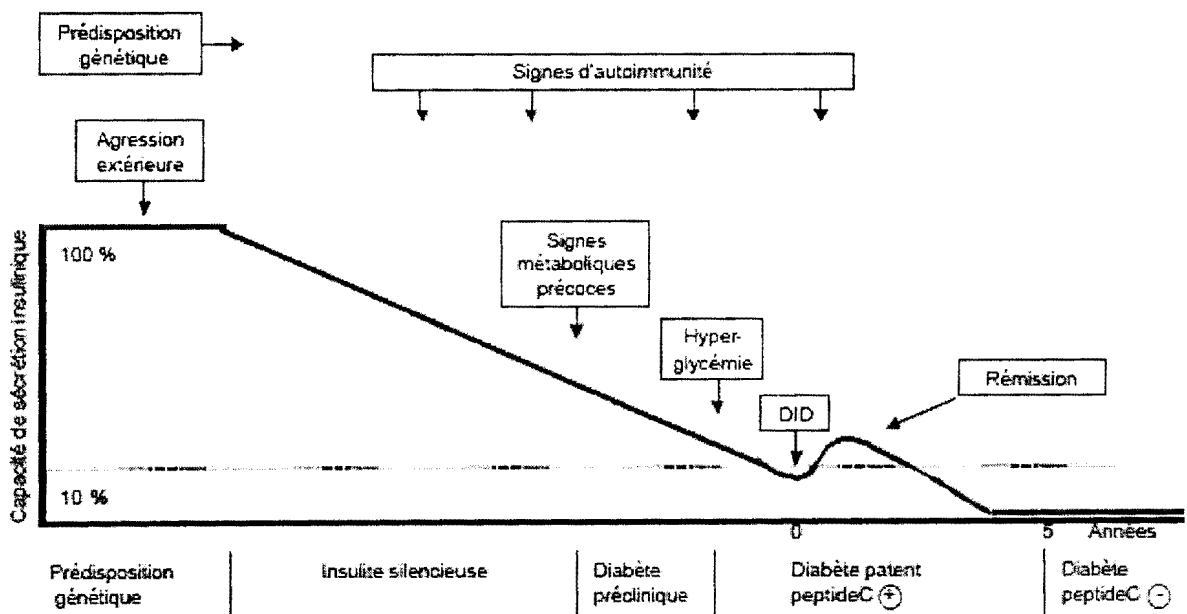 Prédisposition
génétique
Signes d'autoimmunité
Agression
extérieure
Capacité de sécrétion insulinique
100 %
Signes
métaboliques
précoces
Hyper-
glycémie
Rémission
DID
10 %
0
5
Années
Prédisposition
génétique
Insulite silencieuse
Diabète
préclinique
Diabète patent
peptideC +
Diabète
peptideC -